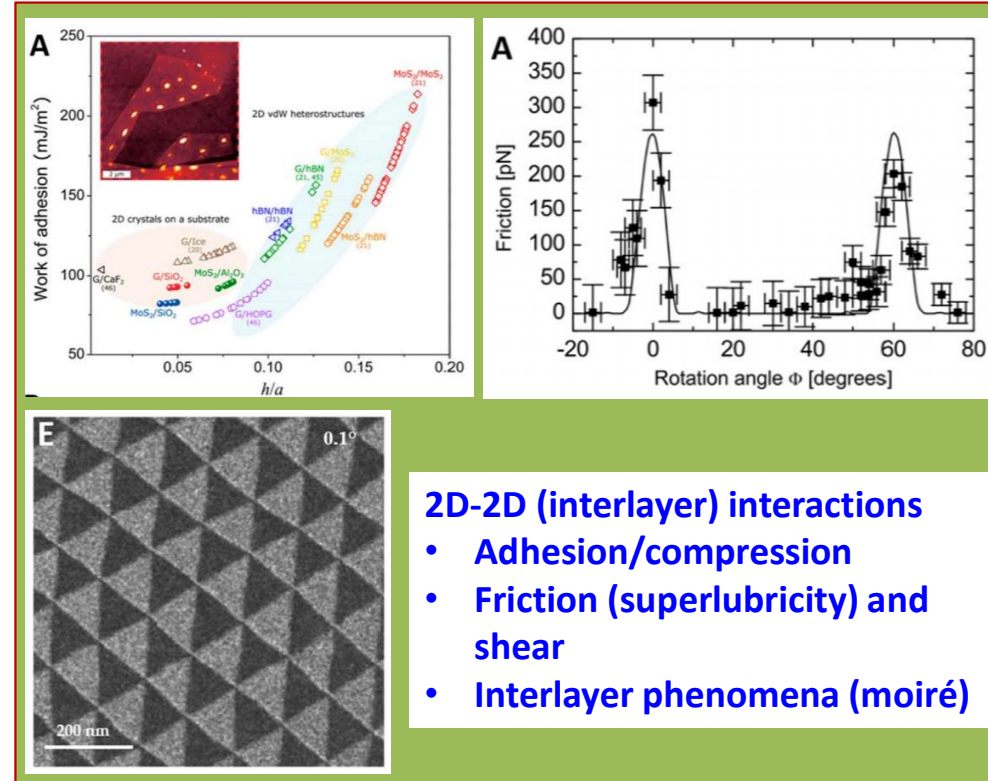 A
250
200
150
100
50
Work of adhesion (mJ/m²)
2 μm
MoS₂/MoS₂
(21)
2D vdW heterostructures
G/MoS₂
G/hBN
(21, 45)
hBN/hBN
(21)
MoS₂/hBN
(21)
2D crystals on a substrate
G/Ice
(20)
G/CaF₂
(46)
G/SiO₂
MoS₂/Al₂O₃
MoS₂/SiO₂
G/HOPG
(46)
0.05 0.10 0.15 0.20
h/a
A
400
350
300
250
200
150
100
50
0
Friction [pN]
-20 0 20 40 60 80
Rotation angle Φ [degrees]
E
0.1°
200 nm
2D-2D (interlayer) interactions
• Adhesion/compression
• Friction (superlubricity) and
shear
• Interlayer phenomena (moiré)